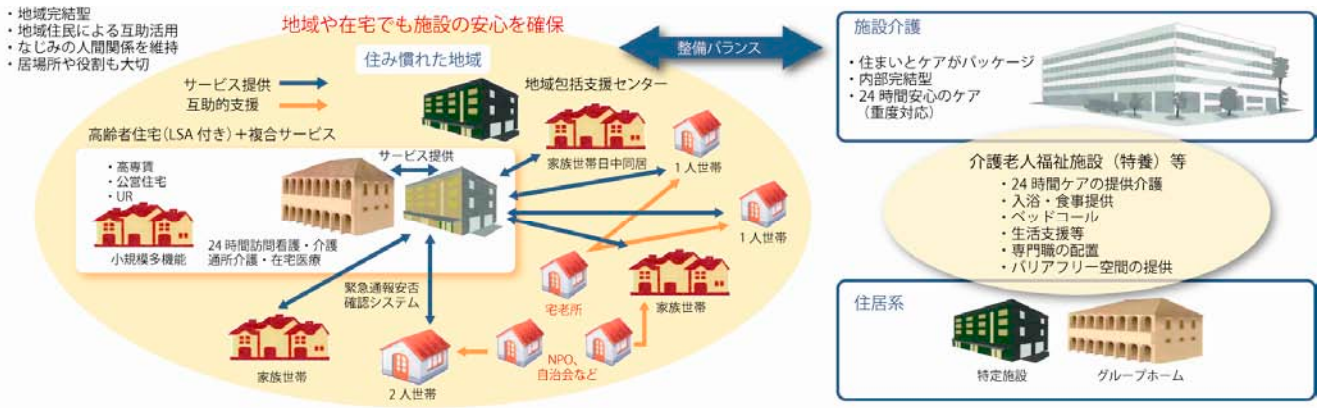 ・地域完結聖
・地域住民による互助活用
・なじみの人間関係を維持
・居場所や役割も大切
地域や在宅でも施設の安心を確保
住み慣れた地域
サービス提供
互助的支援
地域包括支援センター
高齢者住宅（LSA 付き）＋複合サービス
・高専賃
・公営住宅
・UR
サービス提供
小規模多機能
24 時間訪問看護・介護
通所介護・在宅医療
家族世帯日中同居
1 人世帯
1 人世帯
緊急通報安否
確認システム
宅老所
家族世帯
家族世帯
2 人世帯
NPO、
自治会など
整備バランス
施設介護
・住まいとケアがパッケージ
・内部完結型
・24 時間安心のケア
（重度対応）
介護老人福祉施設（特養）等
・24 時間ケアの提供介護
・入浴・食事提供
・ベッドコール
・生活支援等
・専門職の配置
・バリアフリー空間の提供
住居系
特定施設
グループホーム